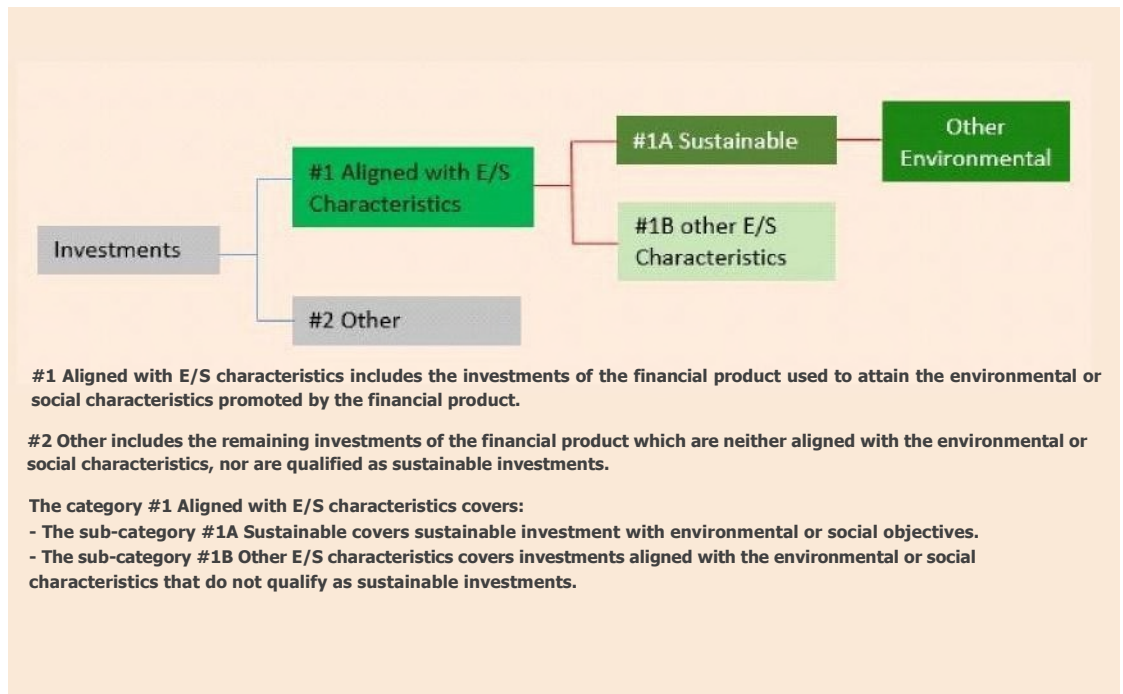 Other
Environmental
#1A Sustainable
#1 Aligned with E/S
Characteristics
#1B other E/S
Characteristics
Investments
#2 Other
#1 Aligned with E/S characteristics includes the investments of the financial product used to attain the environmental or
social characteristics promoted by the financial product.
#2 Other includes the remaining investments of the financial product which are neither aligned with the environmental or
social characteristics, nor are qualified as sustainable investments.
The category #1 Aligned with E/S characteristics covers:
- The sub-category #1A Sustainable covers sustainable investment with environmental or social objectives.
- The sub-category #1B Other E/S characteristics covers investments aligned with the environmental or social
characteristics that do not qualify as sustainable investments.